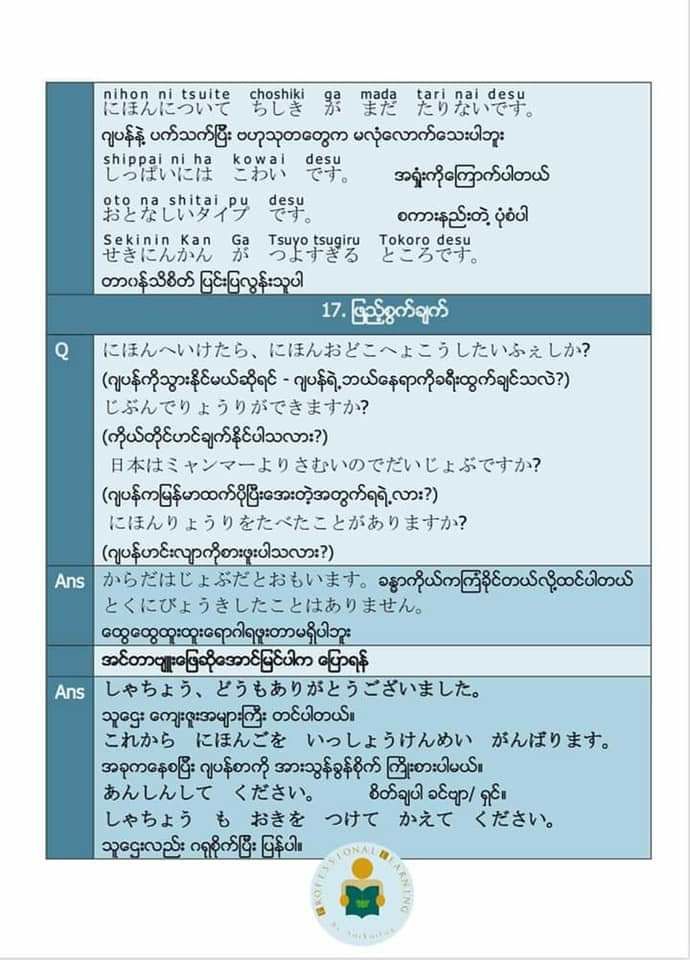 nihon ni tsuite choshiki ga mada tari nai desu
にほんについて ちしき が まだ たりないです。
ဂျပန်နဲ့ ပက်သက်ပြီး ဗဟုသုတတွေက မလုံလောက်သေးပါဘူး
shippai ni ha kowai desu
しっぱいには こわい です。 အရှုံးကိုကြောက်ပါတယ်
oto na shitai pu desu
おとなしいタイプ です。 စကားနည်းတဲ့ ပုံစံပါ
Sekinin Kan Ga Tsuyo tsugiru Tokoro desu
せきにんかん が つよすぎる ところです。
တာဝန်သိစိတ် ပြင်းပြလွန်းသူပါ
17. ဖြည့်စွက်ချက်
Q にほんへいけたら、にほんおどこへょこうしたいふぇしか?
(ဂျပန်ကိုသွားနိုင်မယ်ဆိုရင် - ဂျပန်ရဲ့ဘယ်နေရာကိုခရီးထွက်ချင်သလဲ?)
じぶんでりょうりができますか?
(ကိုယ်တိုင်ဟင်ချက်နိုင်ပါသလား?)
日本はミャンマーよりさむいのでだいじょぶですか?
(ဂျပန်ကမြန်မာထက်ပိုပြီးအေးတဲ့အတွက်ရရဲ့လား?)
にほんりょうりをたべたことがありますか?
(ဂျပန်ဟင်းလျာကိုစားဖူးပါသလား?)
Ans からだはじょぶだとおもいます。ခန္ဓာကိုယ်ကကြံ့ခိုင်တယ်လို့ထင်ပါတယ်
とくにびょうきしたことはありません。
ထွေထွေထူးထူးရောဂါရဖူးတာမရှိပါဘူး
အင်တာဗျူးဖြေဆိုအောင်မြင်ပါက ပြောရန်
Ans しゃちょう、どうもありがとうございました。
သူဌေး ကျေးဇူးအများကြီး တင်ပါတယ်။
これから にほんごを いっしょうけんめい がんばります。
အခုကနေစပြီး ဂျပန်စာကို အားသွန်ခွန်စိုက် ကြိုးစားပါမယ်။
あんしんして ください。 စိတ်ချပါ ခင်ဗျာ/ ရှင်။
しゃちょう も おきを つけて かえて ください。
သူဌေးလည်း ဂရုစိုက်ပြီး ပြန်ပါ။
PROFESSIONAL LEARNING